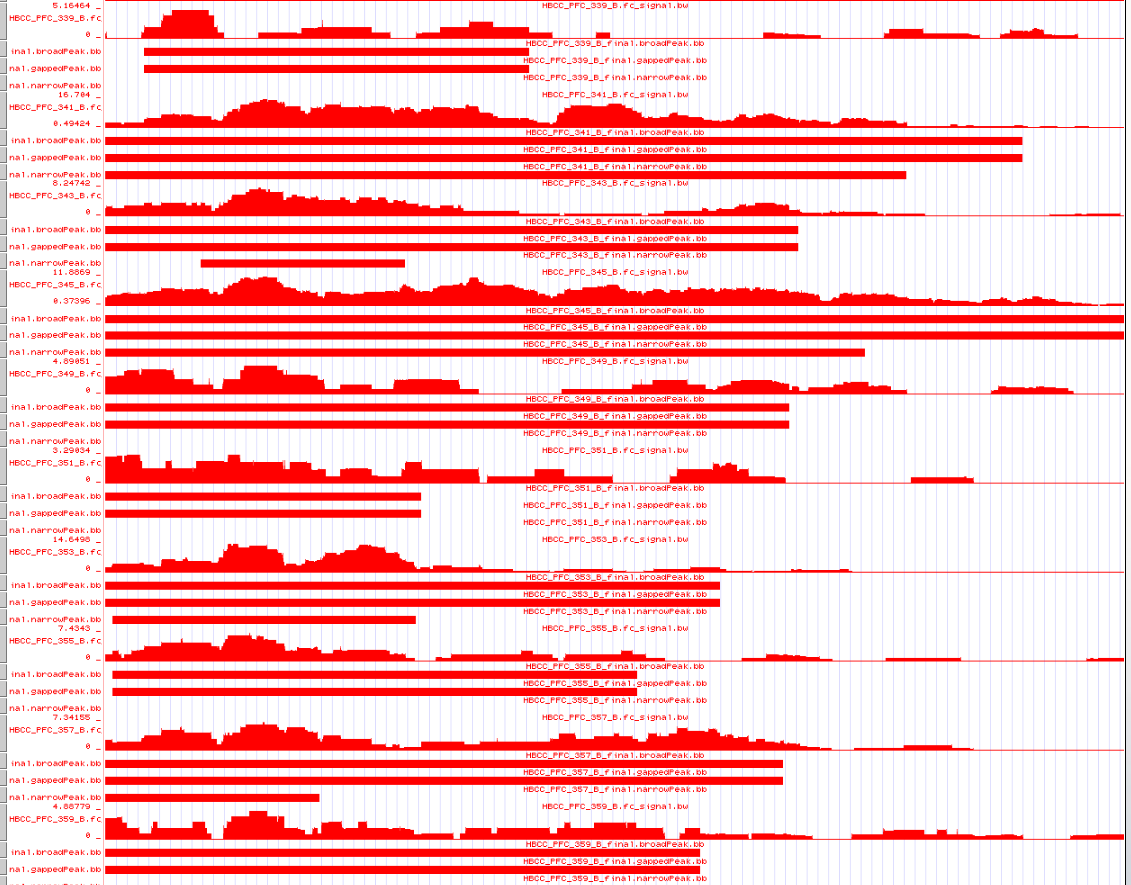 5.16464 _ HBCC_PFC_339_B.fc_signal.bw
HBCC_PFC_339_B.fc
0 _
HBCC_PFC_339_B_final.broadPeak.bb
inal.broadPeak.bb
HBCC_PFC_339_B_final.gappedPeak.bb
nal.gappedPeak.bb
HBCC_PFC_339_B_final.narrowPeak.bb
nal.narrowPeak.bb
16.704 _ HBCC_PFC_341_B.fc_signal.bw
HBCC_PFC_341_B.fc
0.49424 _
HBCC_PFC_341_B_final.broadPeak.bb
inal.broadPeak.bb
HBCC_PFC_341_B_final.gappedPeak.bb
nal.gappedPeak.bb
HBCC_PFC_341_B_final.narrowPeak.bb
nal.narrowPeak.bb
8.24742 _ HBCC_PFC_343_B.fc_signal.bw
HBCC_PFC_343_B.fc
0 _
HBCC_PFC_343_B_final.broadPeak.bb
inal.broadPeak.bb
HBCC_PFC_343_B_final.gappedPeak.bb
nal.gappedPeak.bb
HBCC_PFC_343_B_final.narrowPeak.bb
nal.narrowPeak.bb
11.8869 _ HBCC_PFC_345_B.fc_signal.bw
HBCC_PFC_345_B.fc
0.37396 _
HBCC_PFC_345_B_final.broadPeak.bb
inal.broadPeak.bb
HBCC_PFC_345_B_final.gappedPeak.bb
nal.gappedPeak.bb
HBCC_PFC_345_B_final.narrowPeak.bb
nal.narrowPeak.bb
4.89051 _ HBCC_PFC_349_B.fc_signal.bw
HBCC_PFC_349_B.fc
0 _
HBCC_PFC_349_B_final.broadPeak.bb
inal.broadPeak.bb
HBCC_PFC_349_B_final.gappedPeak.bb
nal.gappedPeak.bb
HBCC_PFC_349_B_final.narrowPeak.bb
nal.narrowPeak.bb
3.29034 _ HBCC_PFC_351_B.fc_signal.bw
HBCC_PFC_351_B.fc
0 _
HBCC_PFC_351_B_final.broadPeak.bb
inal.broadPeak.bb
HBCC_PFC_351_B_final.gappedPeak.bb
nal.gappedPeak.bb
HBCC_PFC_351_B_final.narrowPeak.bb
nal.narrowPeak.bb
14.6498 _ HBCC_PFC_353_B.fc_signal.bw
HBCC_PFC_353_B.fc
0 _
HBCC_PFC_353_B_final.broadPeak.bb
inal.broadPeak.bb
HBCC_PFC_353_B_final.gappedPeak.bb
nal.gappedPeak.bb
HBCC_PFC_353_B_final.narrowPeak.bb
nal.narrowPeak.bb
7.4343 _ HBCC_PFC_355_B.fc_signal.bw
HBCC_PFC_355_B.fc
0 _
HBCC_PFC_355_B_final.broadPeak.bb
inal.broadPeak.bb
HBCC_PFC_355_B_final.gappedPeak.bb
nal.gappedPeak.bb
HBCC_PFC_355_B_final.narrowPeak.bb
nal.narrowPeak.bb
7.34155 _ HBCC_PFC_357_B.fc_signal.bw
HBCC_PFC_357_B.fc
0 _
HBCC_PFC_357_B_final.broadPeak.bb
inal.broadPeak.bb
HBCC_PFC_357_B_final.gappedPeak.bb
nal.gappedPeak.bb
HBCC_PFC_357_B_final.narrowPeak.bb
nal.narrowPeak.bb
4.88779 _ HBCC_PFC_359_B.fc_signal.bw
HBCC_PFC_359_B.fc
0 _
HBCC_PFC_359_B_final.broadPeak.bb
inal.broadPeak.bb
HBCC_PFC_359_B_final.gappedPeak.bb
nal.gappedPeak.bb
HBCC_PFC_359_B_final.narrowPeak.bb